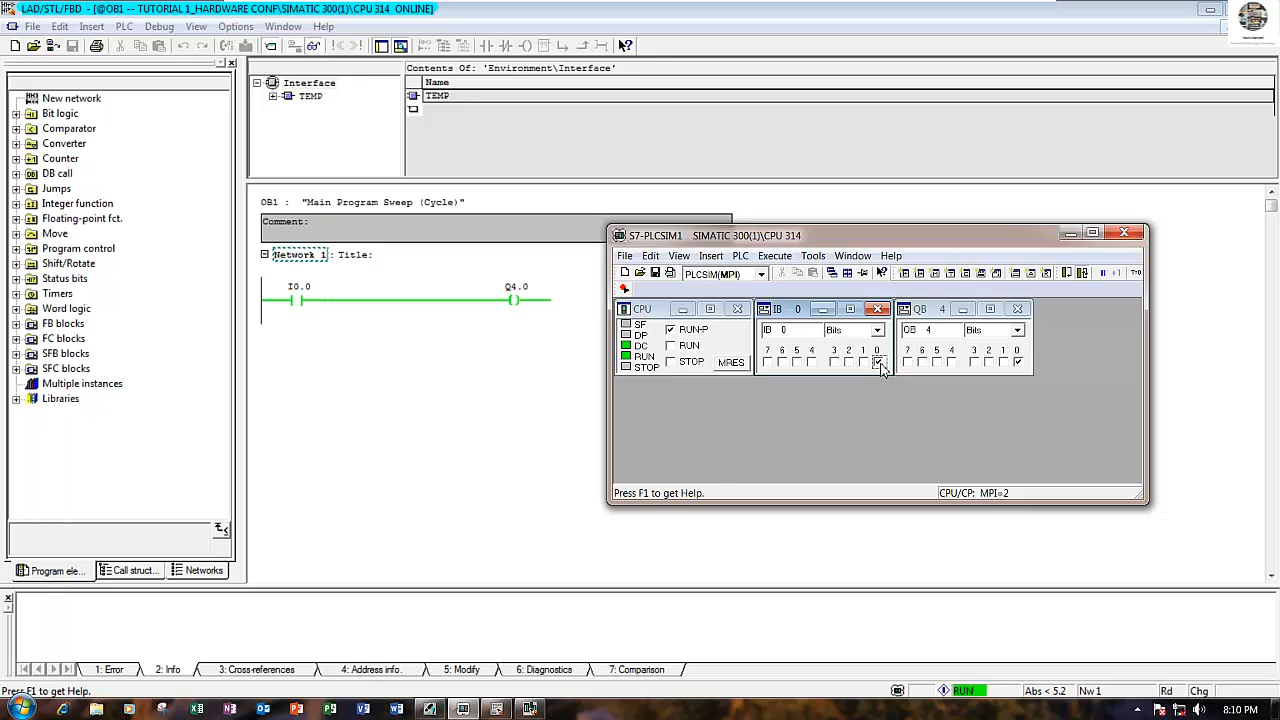 LAD/STL/FBD - [@OB1 -- TUTORIAL 1_HARDWARE CONF\SIMATIC 300(1)\CPU 314 ONLINE]
File Edit Insert PLC Debug View Options Window Help
New network
Bit logic
Comparator
Converter
Counter
DB call
Jumps
Integer function
Floating-point fct.
Move
Program control
Shift/Rotate
Status bits
Timers
Word logic
FB blocks
FC blocks
SFB blocks
SFC blocks
Multiple instances
Libraries
Program ele... Call struct... Networks
Interface
TEMP
Contents Of: 'Environment\Interface'
Name
TEMP
OB1 : "Main Program Sweep (Cycle)"
Comment:
Network 1: Title:
I0.0 Q4.0
S7-PLCSIM1 SIMATIC 300(1)\CPU 314
File Edit View Insert PLC Execute Tools Window Help
PLCSIM(MPI)
CPU
SF
DP
DC
RUN
STOP
RUN-P
RUN
STOP
MRES
IB 0
IB 0 Bits
7 6 5 4 3 2 1 0
QB 4
QB 4 Bits
7 6 5 4 3 2 1 0
Press F1 to get Help. CPU/CP: MPI=2
1: Error 2: Info 3: Cross-references 4: Address info. 5: Modify 6: Diagnostics 7: Comparison
Press F1 to get Help. RUN Abs < 5.2 Nw 1 Rd Chg
8:10 PM